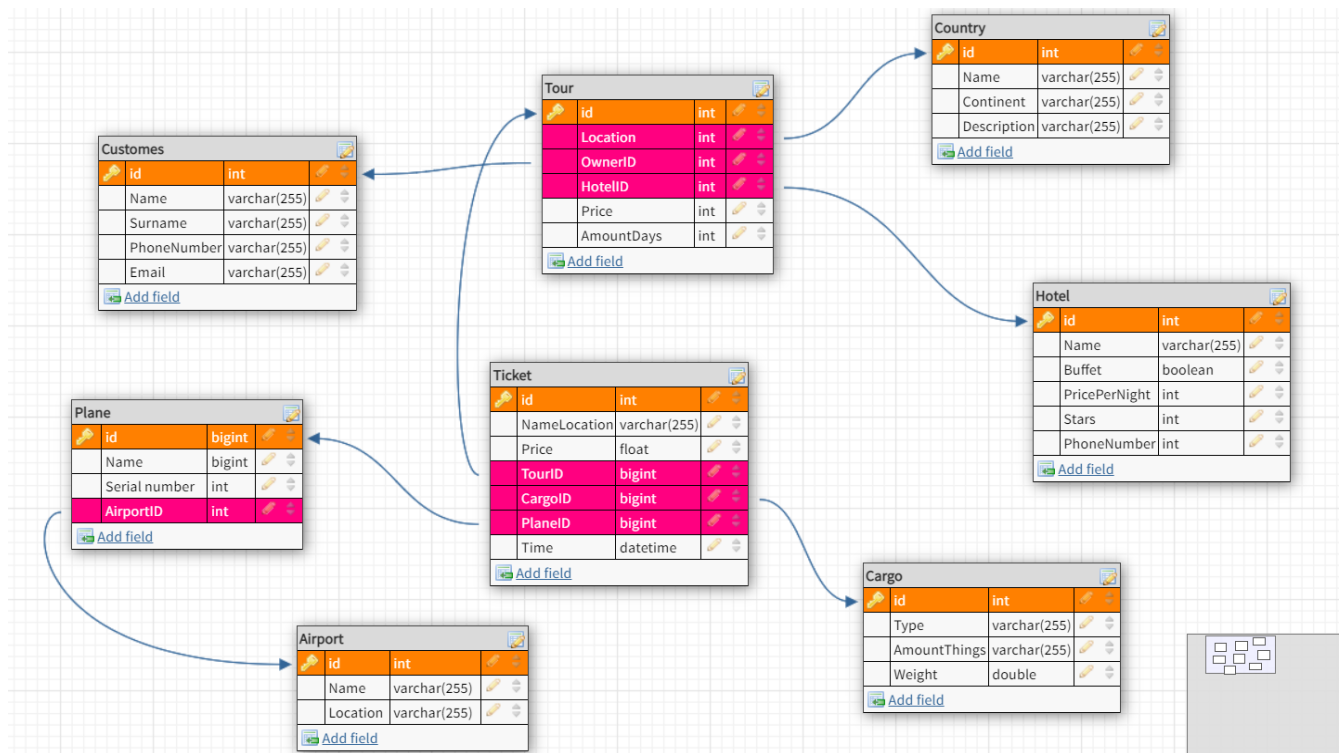 Country
id int
Name varchar(255)
Continent varchar(255)
Description varchar(255)
Add field
Tour
id int
Location int
OwnerID int
HotelID int
Price int
AmountDays int
Add field
Customes
id int
Name varchar(255)
Surname varchar(255)
PhoneNumber varchar(255)
Email varchar(255)
Add field
Hotel
id int
Name varchar(255)
Buffet boolean
PricePerNight int
Stars int
PhoneNumber int
Add field
Ticket
id int
NameLocation varchar(255)
Price float
TourID bigint
CargoID bigint
PlaneID bigint
Time datetime
Add field
Plane
id bigint
Name bigint
Serial number int
AirportID int
Add field
Cargo
id int
Type varchar(255)
AmountThings varchar(255)
Weight double
Add field
Airport
id int
Name varchar(255)
Location varchar(255)
Add field